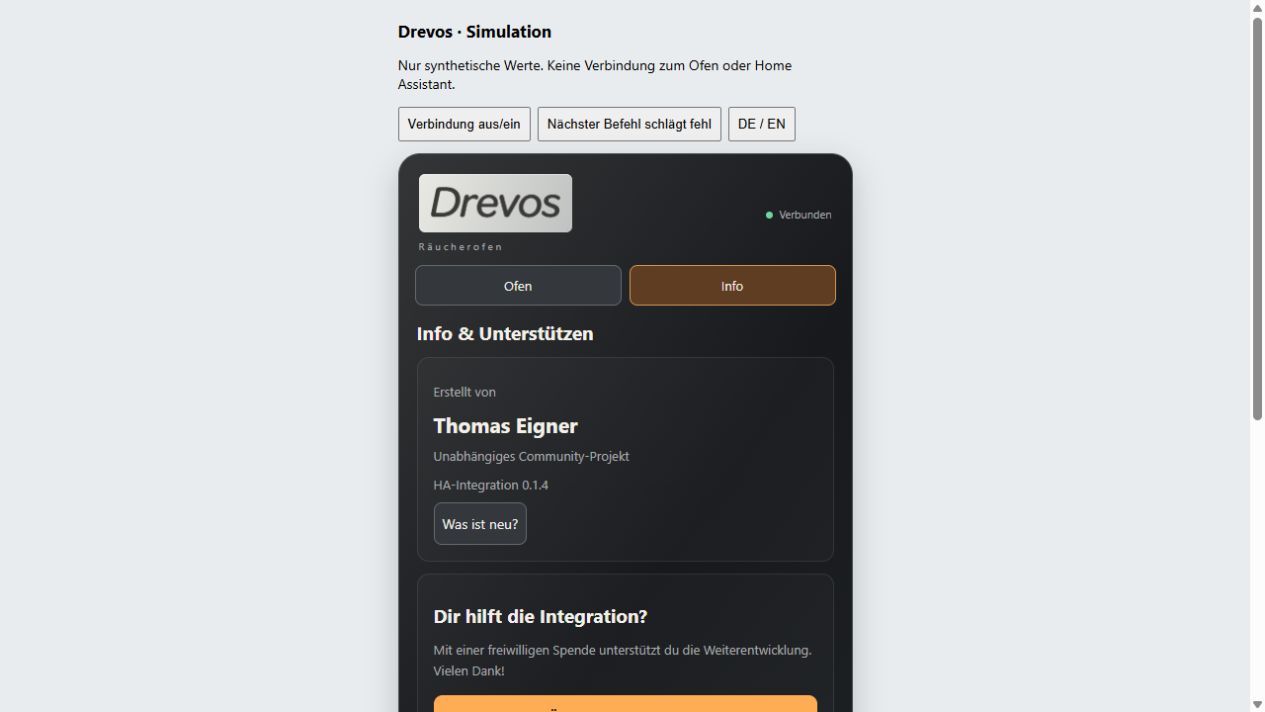 Drevos · Simulation
Nur synthetische Werte. Keine Verbindung zum Ofen oder Home
Assistant.
Verbindung aus/ein
Nächster Befehl schlägt fehl
DE / EN
Drevos
Verbunden
Räucherofen
Ofen
Info
Info & Unterstützen
Erstellt von
Thomas Eigner
Unabhängiges Community-Projekt
HA-Integration 0.1.4
Was ist neu?
Dir hilft die Integration?
Mit einer freiwilligen Spende unterstützt du die Weiterentwicklung.
Vielen Dank!